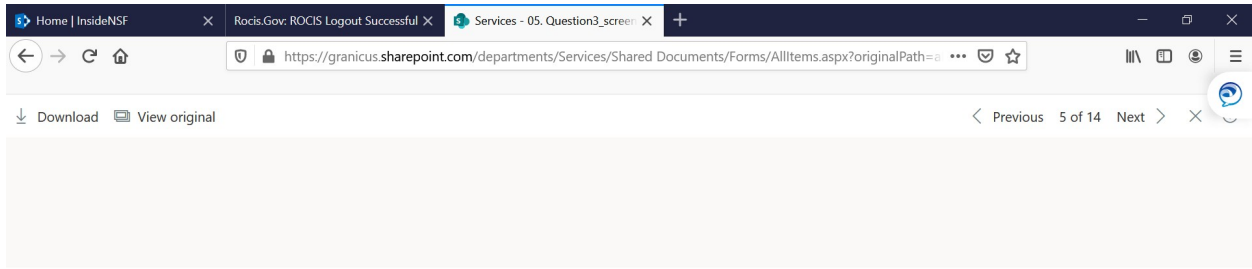 Home | InsideNSF
Rocis.Gov: ROCIS Logout Successful
Services - 05. Question3_screen
https://granicus.sharepoint.com/departments/Services/Shared Documents/Forms/AllItems.aspx?originalPath=a
Download View original Previous 5 of 14 Next